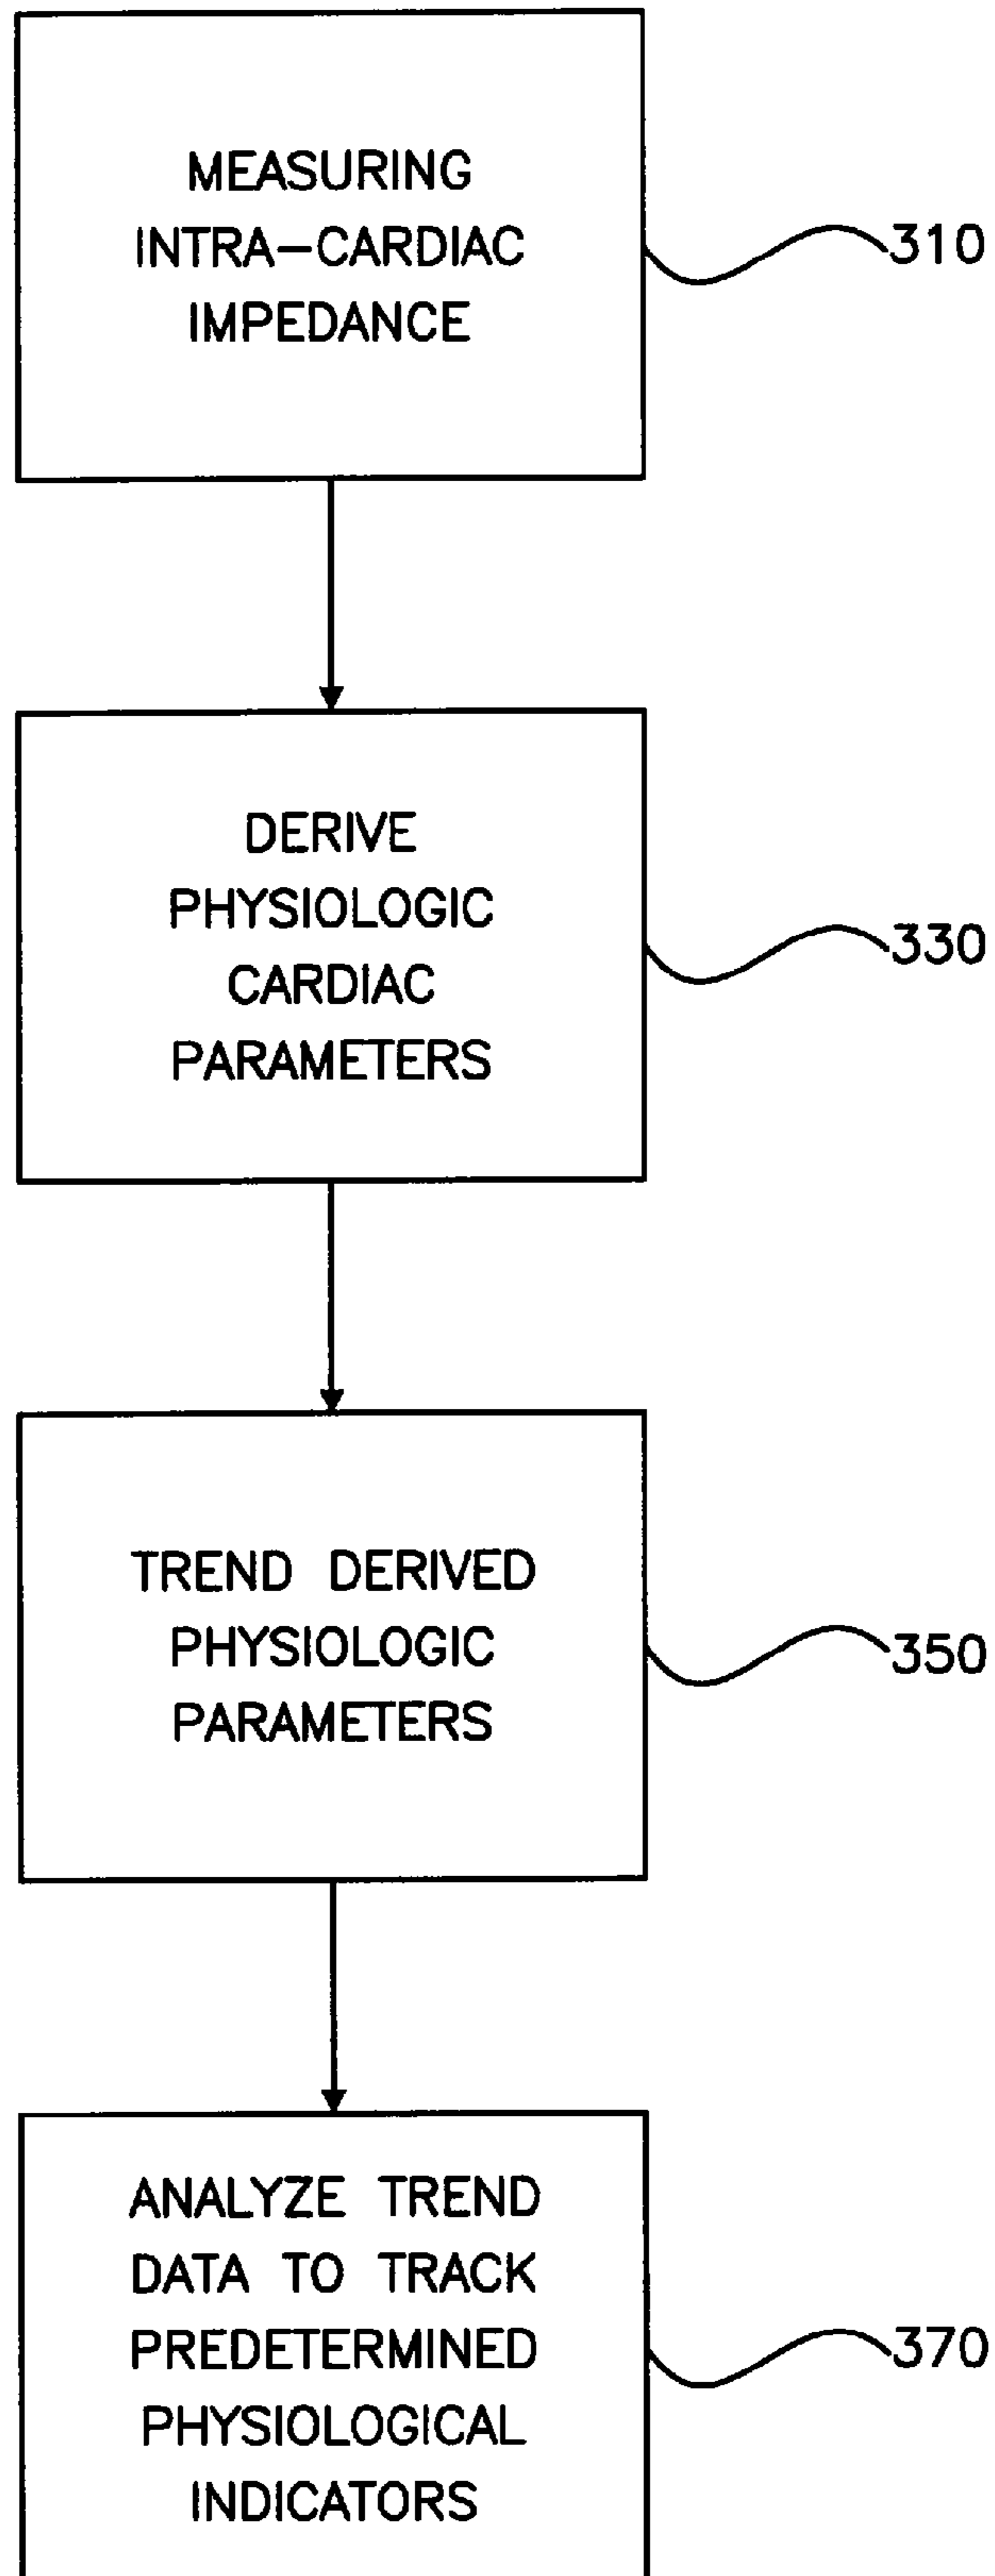 MEASURING
INTRA-CARDIAC
IMPEDANCE
310
DERIVE
PHYSIOLOGIC
CARDIAC
PARAMETERS
330
TREND DERIVED
PHYSIOLOGIC
PARAMETERS
350
ANALYZE TREND
DATA TO TRACK
PREDETERMINED
PHYSIOLOGICAL
INDICATORS
370